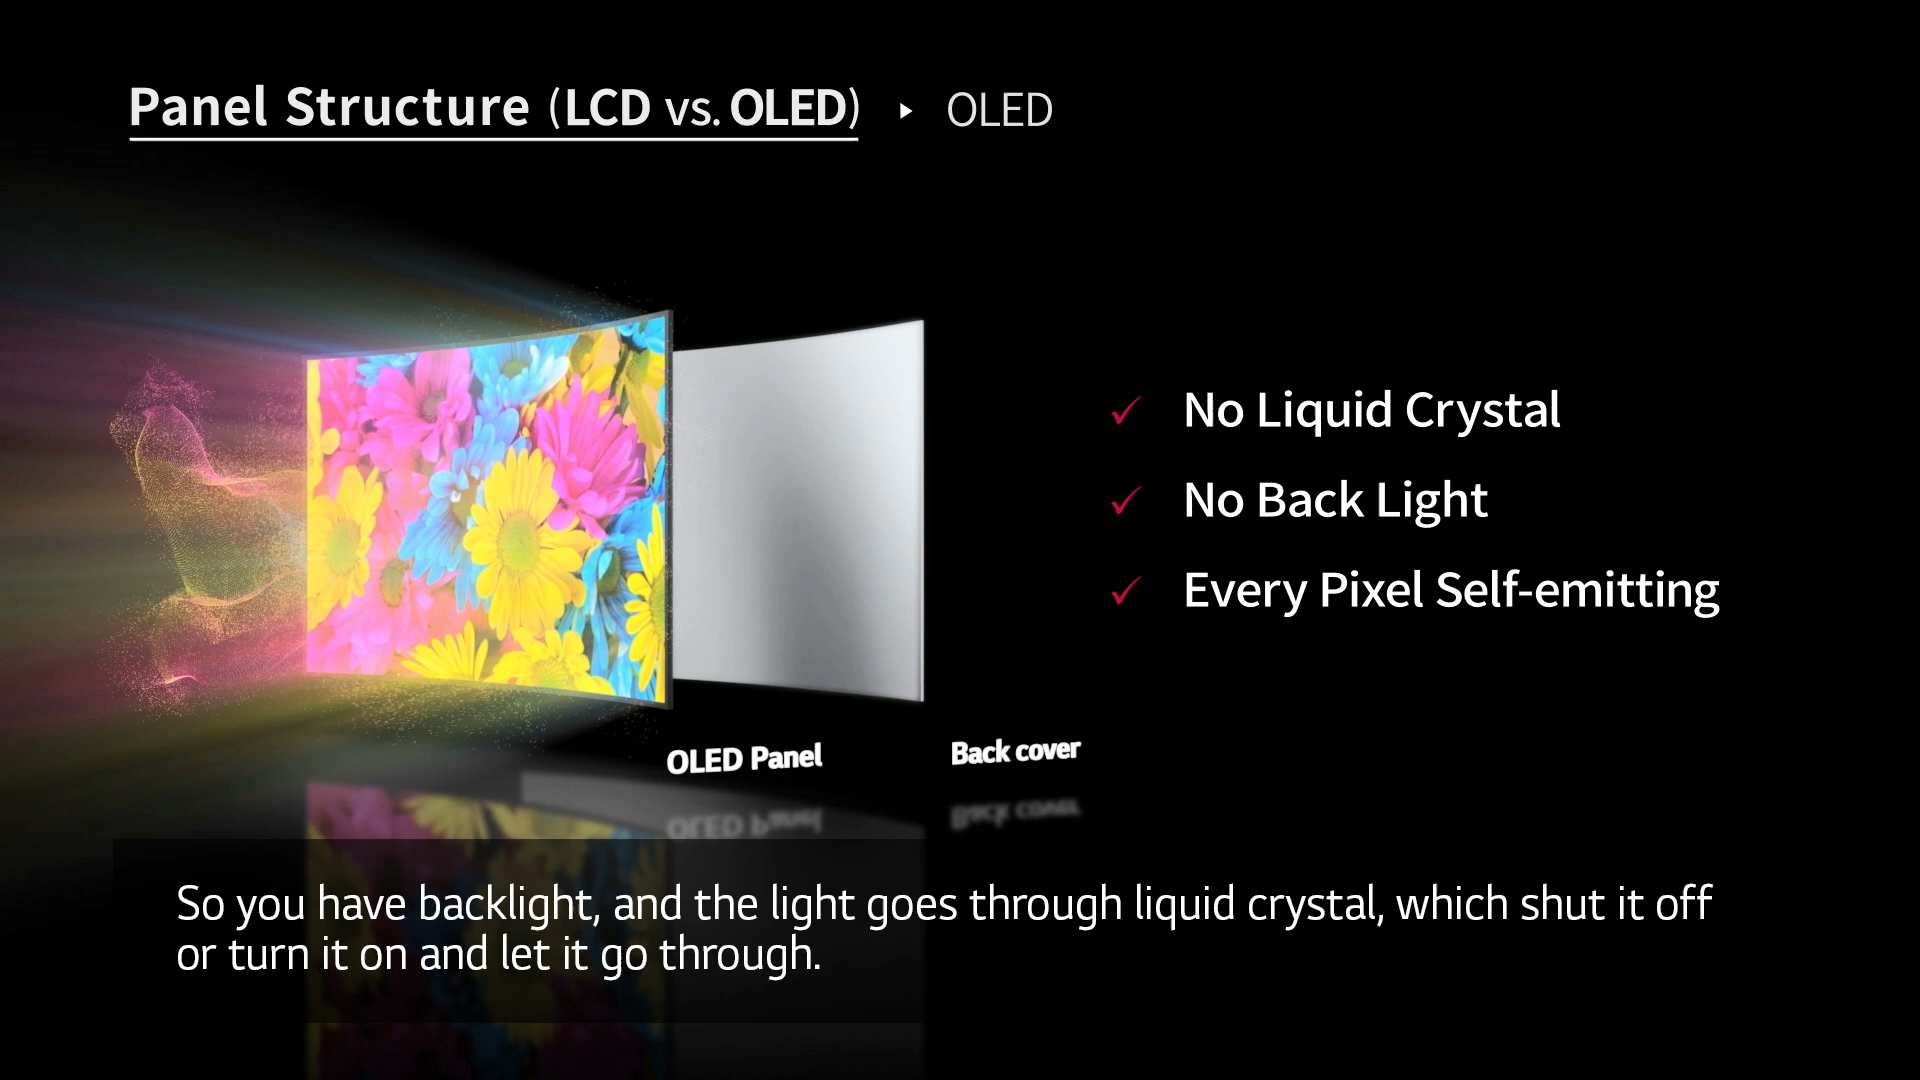 Panel Structure (LCD vs. OLED) ▸ OLED
✓ No Liquid Crystal
✓ No Back Light
✓ Every Pixel Self-emitting
OLED Panel
Back cover
So you have backlight, and the light goes through liquid crystal, which shut it off
or turn it on and let it go through.